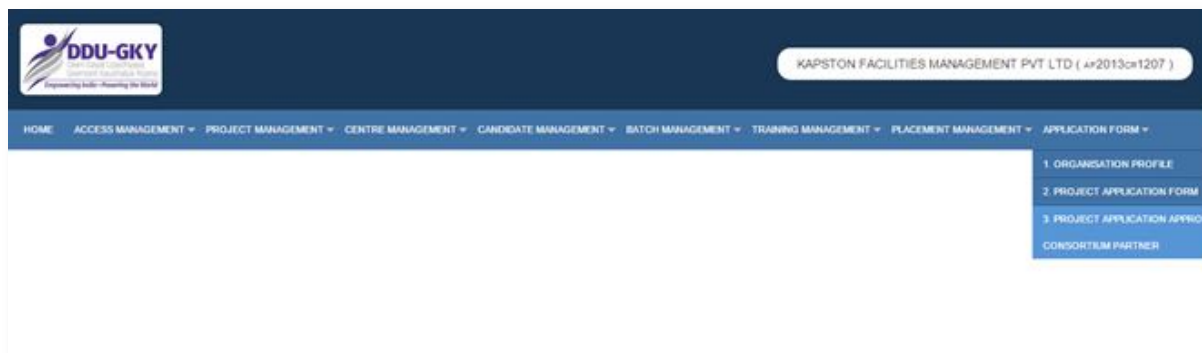 DDU-GKY
Empowering India - Powering the World
KAPSTON FACILITIES MANAGEMENT PVT LTD ( AP2013CR1207 )
HOME ACCESS MANAGEMENT PROJECT MANAGEMENT CENTRE MANAGEMENT CANDIDATE MANAGEMENT BATCH MANAGEMENT TRAINING MANAGEMENT PLACEMENT MANAGEMENT APPLICATION FORM
1. ORGANISATION PROFILE
2. PROJECT APPLICATION FORM
3. PROJECT APPLICATION APPRO
CONSORTIUM PARTNER